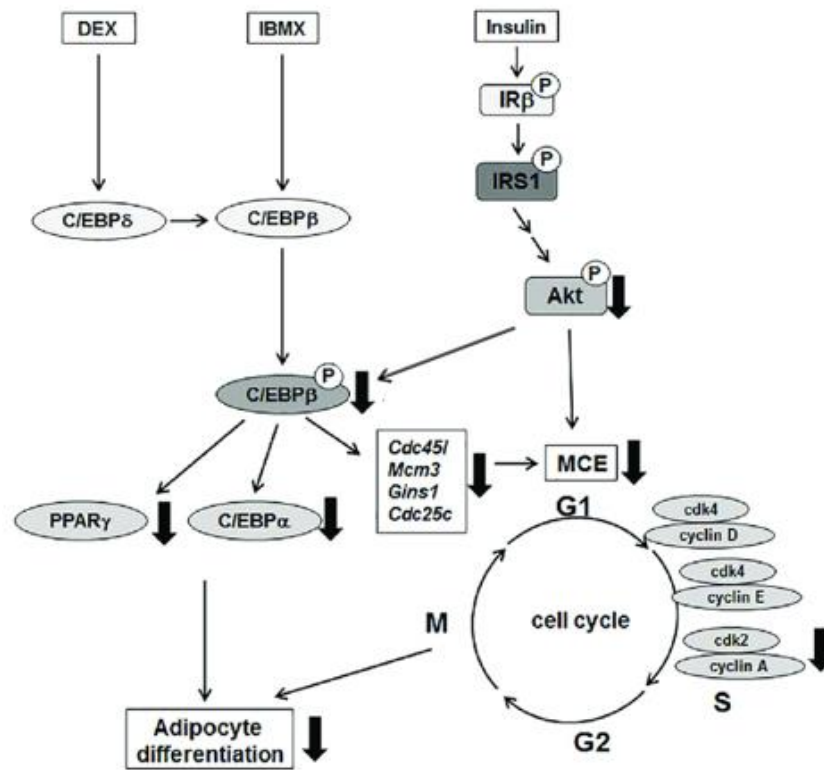 DEX
IBMX
Insulin
P
IRβ
P
IRS1
C/EBPδ
C/EBPβ
P
Akt
P
C/EBPβ
Cdc45l
Mcm3
Gins1
Cdc25c
MCE
PPARγ
C/EBPα
G1
cdk4
cyclin D
cdk4
cyclin E
M
cell cycle
cdk2
cyclin A
S
G2
Adipocyte
differentiation